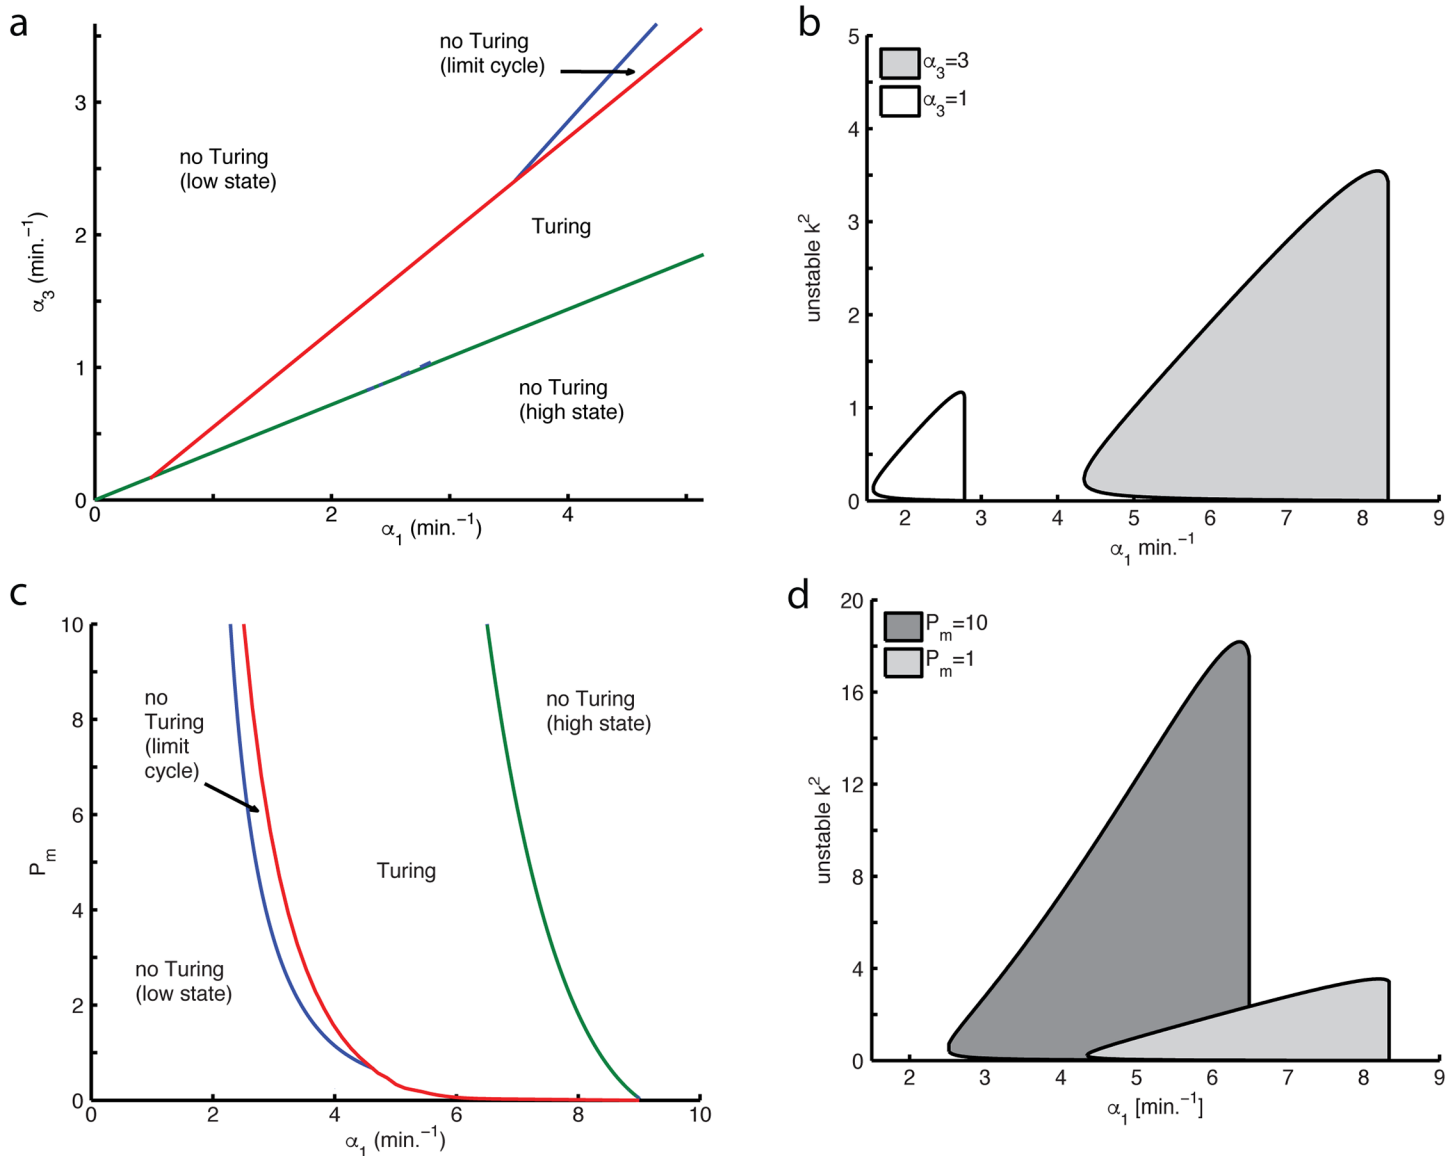 a
no Turing
(limit cycle)
no Turing
(low state)
Turing
no Turing
(high state)
α3 (min.−1)
3
2
1
0
0 2 4
α1 (min.−1)
b
α3=3
α3=1
unstable k2
5
4
3
2
1
0
2 3 4 5 6 7 8 9
α1 min.−1
c
no
Turing
(limit
cycle)
no Turing
(high state)
Turing
no Turing
(low state)
Pm
10
8
6
4
2
0
0 2 4 6 8 10
α1 (min.−1)
d
Pm=10
Pm=1
unstable k2
20
16
12
8
4
0
2 3 4 5 6 7 8 9
α1 [min.−1]